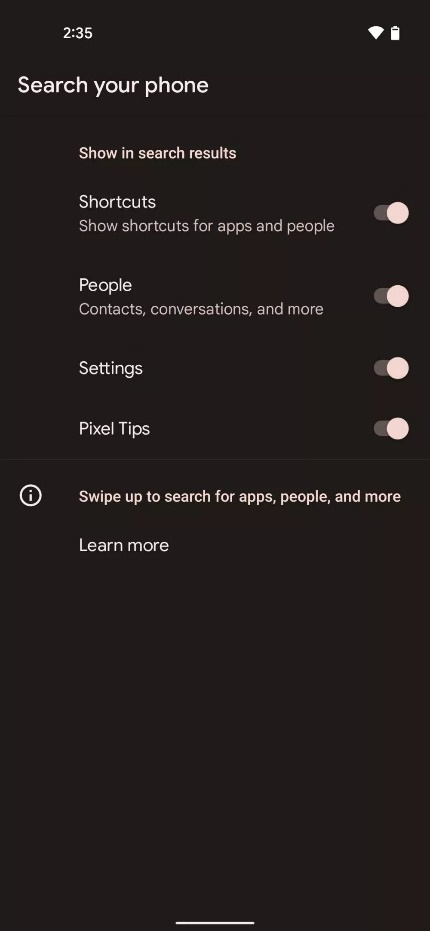 2:35
Search your phone
Show in search results
Shortcuts
Show shortcuts for apps and people
People
Contacts, conversations, and more
Settings
Pixel Tips
Swipe up to search for apps, people, and more
Learn more